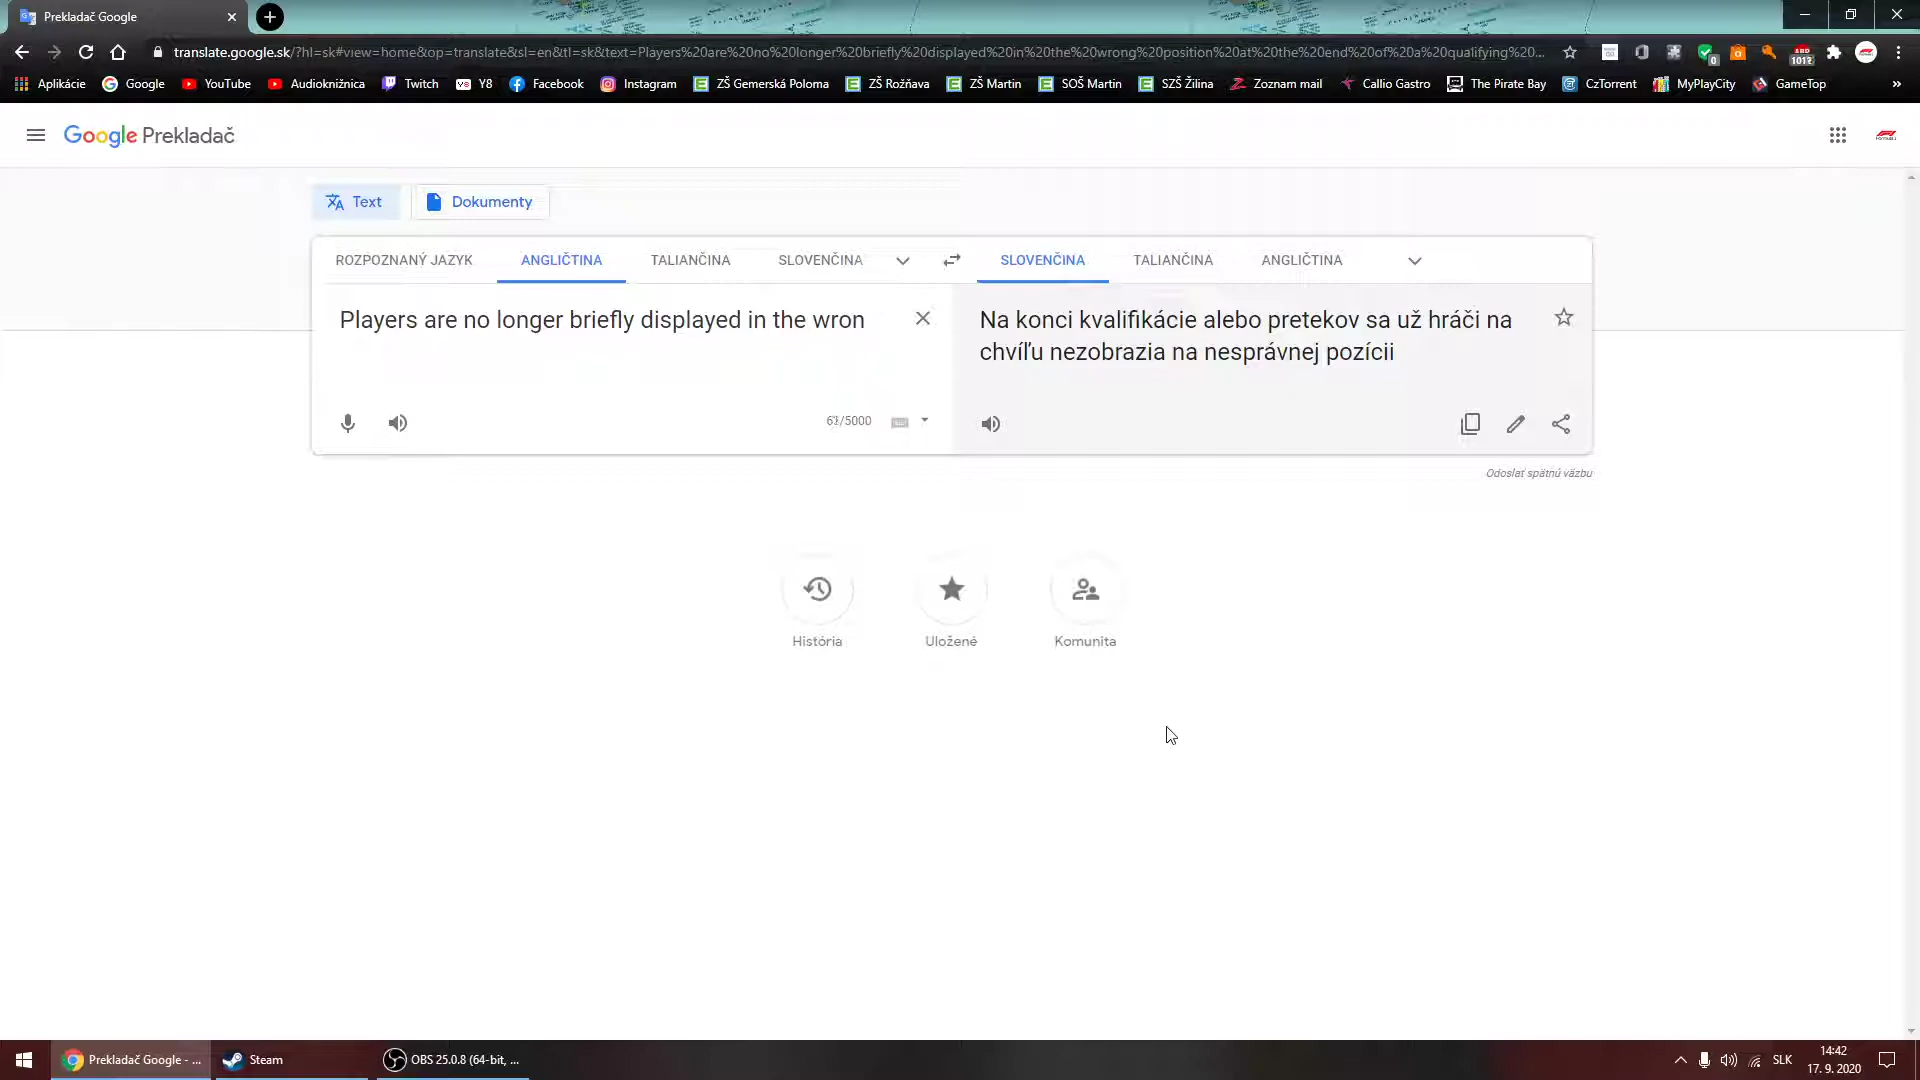 Prekladač Google
translate.google.sk/?hl=sk#view=home&op=translate&sl=en&tl=sk&text=Players%20are%20no%20longer%20briefly%20displayed%20in%20the%20wrong%20position%20at%20the%20end%20of%20a%20qualifying%20...
Aplikácie Google YouTube Audioknižnica Twitch Y8 Facebook Instagram ZŠ Gemerská Poloma ZŠ Rožňava ZŠ Martin SOŠ Martin SZŠ Žilina Zoznam mail Callio Gastro The Pirate Bay CzTorrent MyPlayCity GameTop »
Google Prekladač
Text Dokumenty
ROZPOZNANÝ JAZYK ANGLIČTINA TALIANČINA SLOVENČINA SLOVENČINA TALIANČINA ANGLIČTINA
Players are no longer briefly displayed in the wron
Na konci kvalifikácie alebo pretekov sa už hráči na
chvíľu nezobrazia na nesprávnej pozícii
/5000
Odoslať spätnú väzbu
História Uložené Komunita
Prekladač Google - ... Steam OBS 25.0.8 (64-bit, ... SLK 14:42
17. 9. 2020